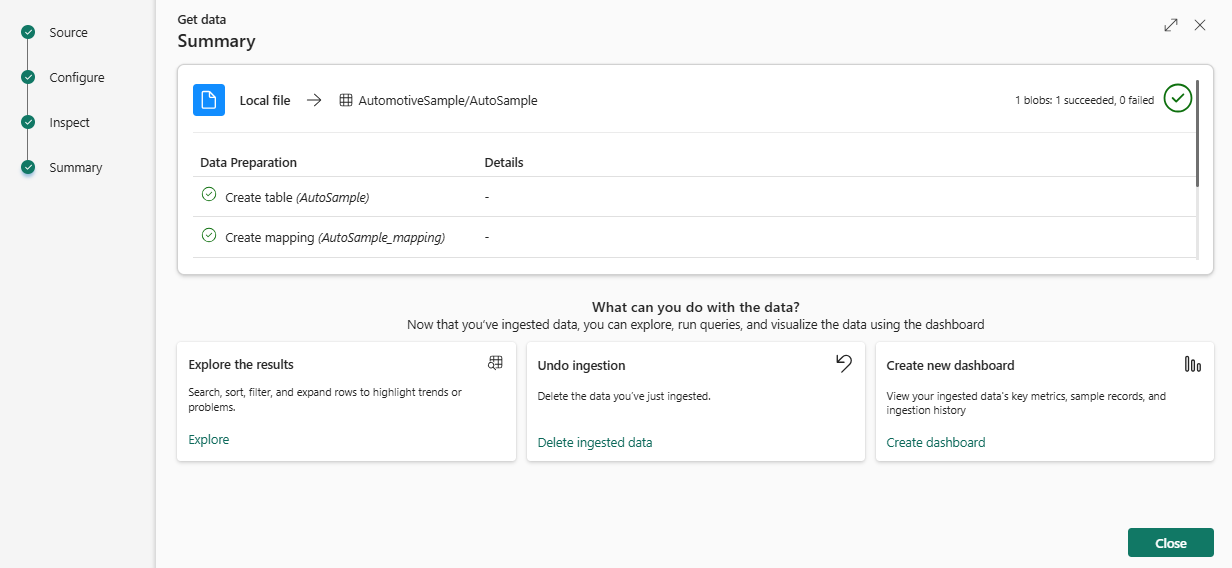 Source
Configure
Inspect
Summary
Get data
Summary
Local file
AutomotiveSample/AutoSample
1 blobs: 1 succeeded, 0 failed
Data Preparation
Details
Create table (AutoSample)
-
Create mapping (AutoSample_mapping)
-
What can you do with the data?
Now that you've ingested data, you can explore, run queries, and visualize the data using the dashboard
Explore the results
Search, sort, filter, and expand rows to highlight trends or
problems.
Explore
Undo ingestion
Delete the data you've just ingested.
Delete ingested data
Create new dashboard
View your ingested data's key metrics, sample records, and
ingestion history
Create dashboard
Close